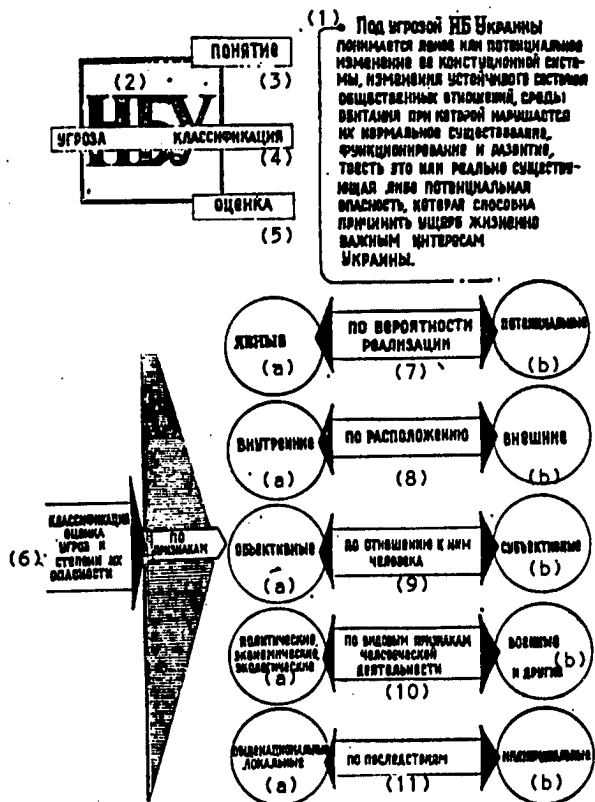 (1)
Под угрозой НБ Украины
понимается явное или потенциальное
изменение ее констуционной систе-
мы, изменения устойчивого системы
общественных отношений, среды
обитания при которой нарушается
их нормальное существование,
функционирование и развитие,
тоесть это или реально существу-
ющая либо потенциальная
опасность, которая способна
причинить ущерб жизненно
важным интересам
Украины.
ПОНЯТИЕ
(2) (3)
НБУ
УГРОЗА КЛАССИФИКАЦИЯ
(4)
ОЦЕНКА
(5)
ЯВНЫЕ
(a)
ПО ВЕРОЯТНОСТИ
РЕАЛИЗАЦИИ
(7)
ПОТЕНЦИАЛЬНЫЕ
(b)
ВНУТРЕННИЕ
(a)
ПО РАСПОЛОЖЕНИЮ
(8)
ВНЕШНИЕ
(b)
(6)
КЛАССИФИКАЦИЯ
ОЦЕНКА
УГРОЗ И
СТЕПЕНИ ИХ
ОПАСНОСТИ
ПО
ПРИЗНАКАМ
ОБЪЕКТИВНЫЕ
(a)
ПО ОТНОШЕНИЮ К НИМ
ЧЕЛОВЕКА
(9)
СУБЪЕКТИВНЫЕ
(b)
ПОЛИТИЧЕСКИЕ,
ЭКОНОМИЧЕСКИЕ,
ЭКОЛОГИЧЕСКИЕ
(a)
ПО ВИДОВЫМ ПРИЗНАКАМ
ЧЕЛОВЕЧЕСКОЙ
ДЕЯТЕЛЬНОСТИ
(10)
ВОЕННЫЕ
(b)
И ДРУГИЕ
ОБЩЕНАЦИОНАЛЬНЫЕ
ЛОКАЛЬНЫЕ
(a)
ПО ПОСЛЕДСТВИЯМ
(11)
(b)